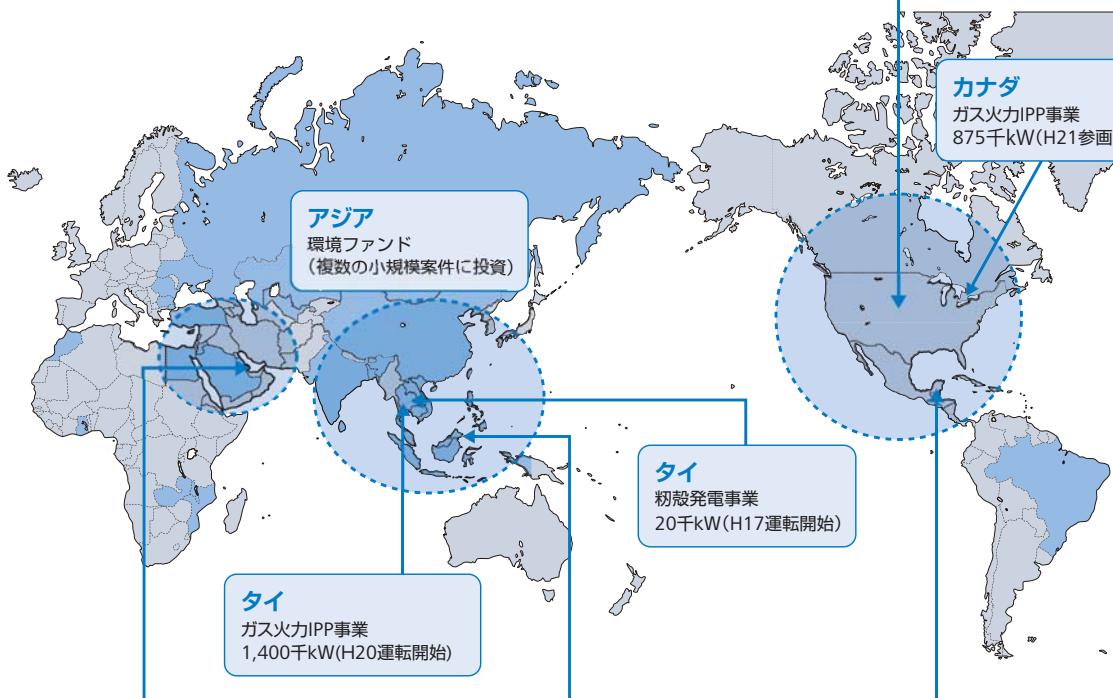 カナダ
ガス火力IPP事業
875千kW(H21参画
アジア
環境ファンド
(複数の小規模案件に投資)
タイ
籾殻発電事業
20千kW(H17運転開始)
タイ
ガス火力IPP事業
1,400千kW(H20運転開始)